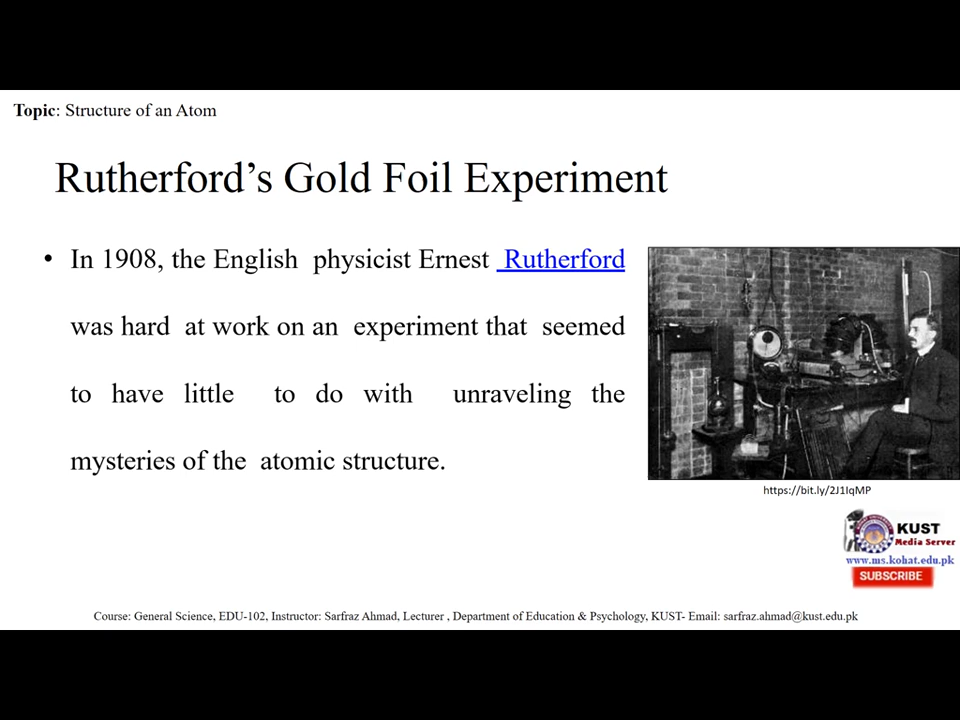 Topic: Structure of an Atom
Rutherford’s Gold Foil Experiment
• In 1908, the English physicist Ernest Rutherford
was hard at work on an experiment that seemed
to have little to do with unraveling the
mysteries of the atomic structure.
https://bit.ly/2J1IqMP
KUST
Media Server
www.ms.kohat.edu.pk
SUBSCRIBE
Course: General Science, EDU-102, Instructor: Sarfraz Ahmad, Lecturer , Department of Education & Psychology, KUST- Email: sarfraz.ahmad@kust.edu.pk